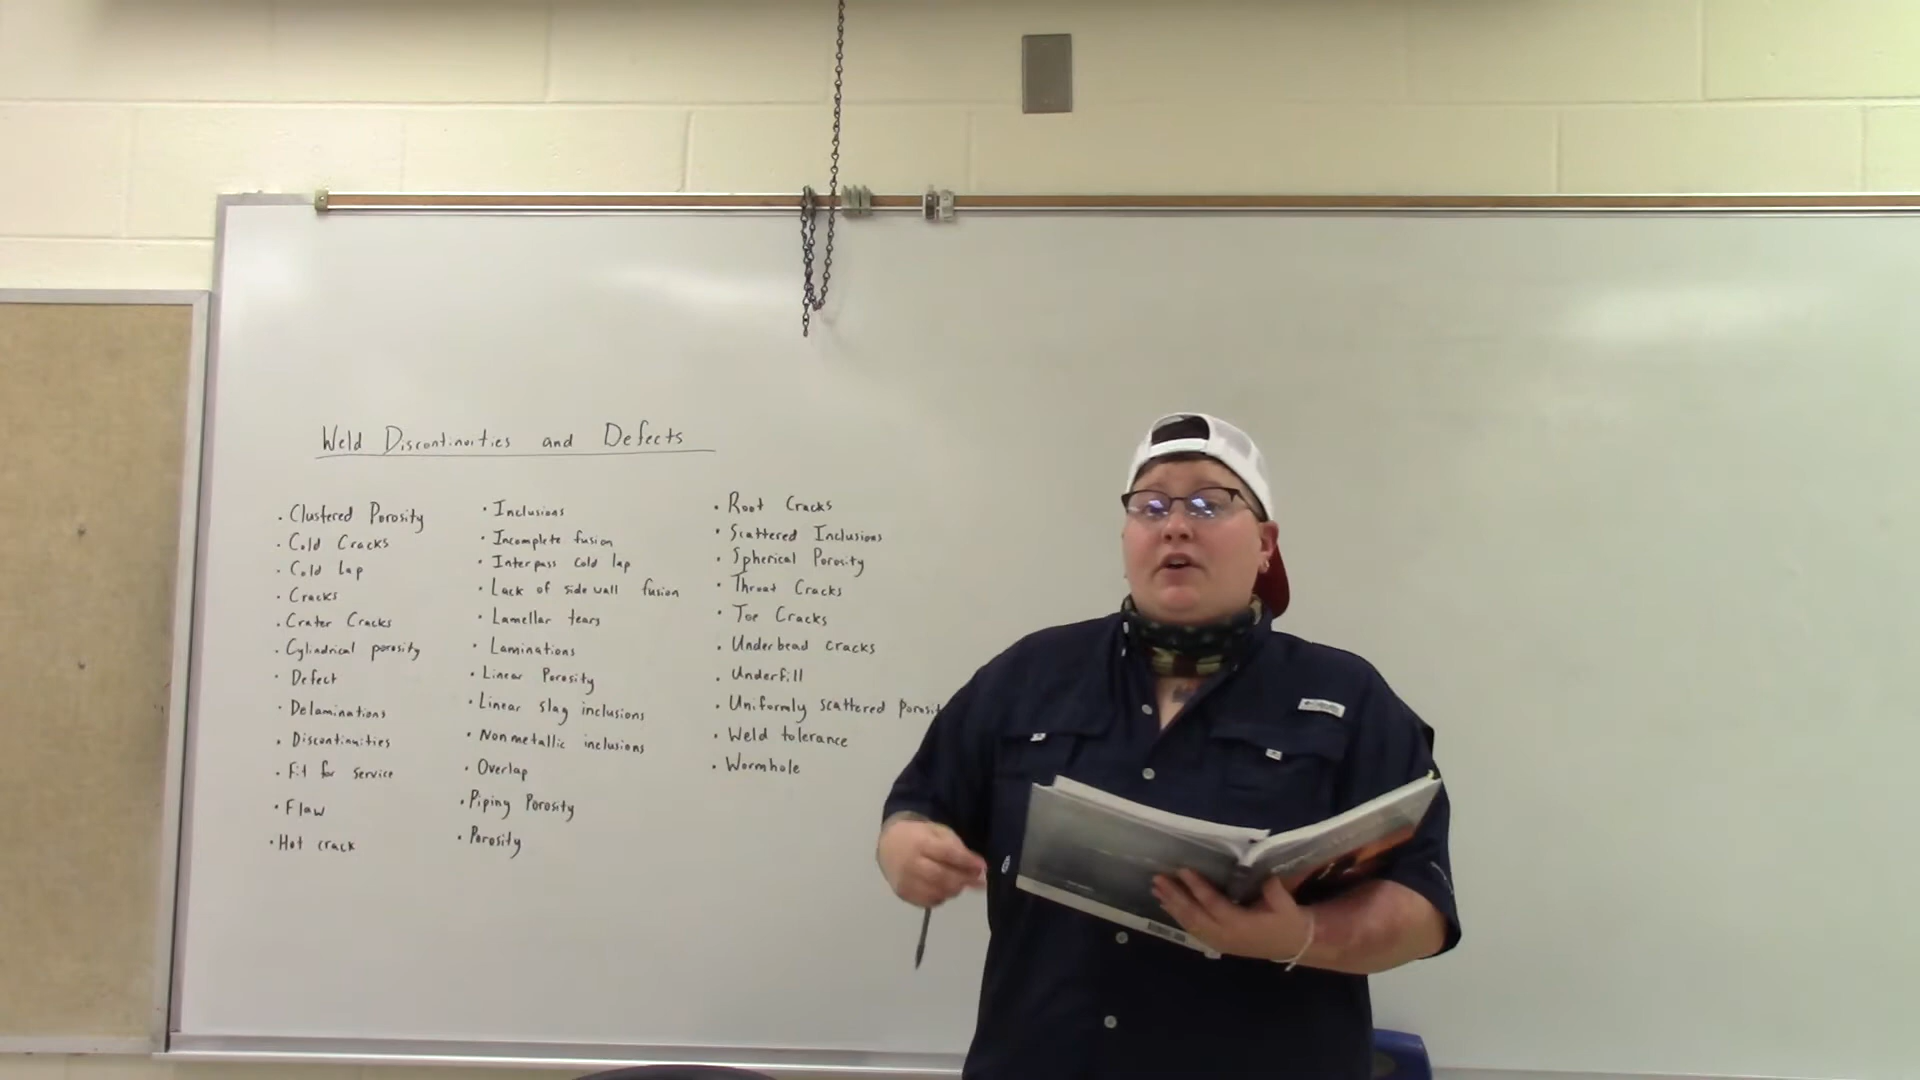 Weld Discontinuities and Defects
• Clustered Porosity
• Cold Cracks
• Cold Lap
• Cracks
• Crater Cracks
• Cylindrical porosity
• Defect
• Delaminations
• Discontinuities
• Fit for service
• Flaw
• Hot crack
• Inclusions
• Incomplete fusion
• Interpass cold lap
• Lack of side wall fusion
• Lamellar tears
• Laminations
• Linear Porosity
• Linear slag inclusions
• Nonmetallic inclusions
• Overlap
• Piping Porosity
• Porosity
• Root Cracks
• Scattered Inclusions
• Spherical Porosity
• Throat Cracks
• Toe Cracks
• Underbead cracks
• Underfill
• Uniformly scattered porosit
• Weld tolerance
• Wormhole